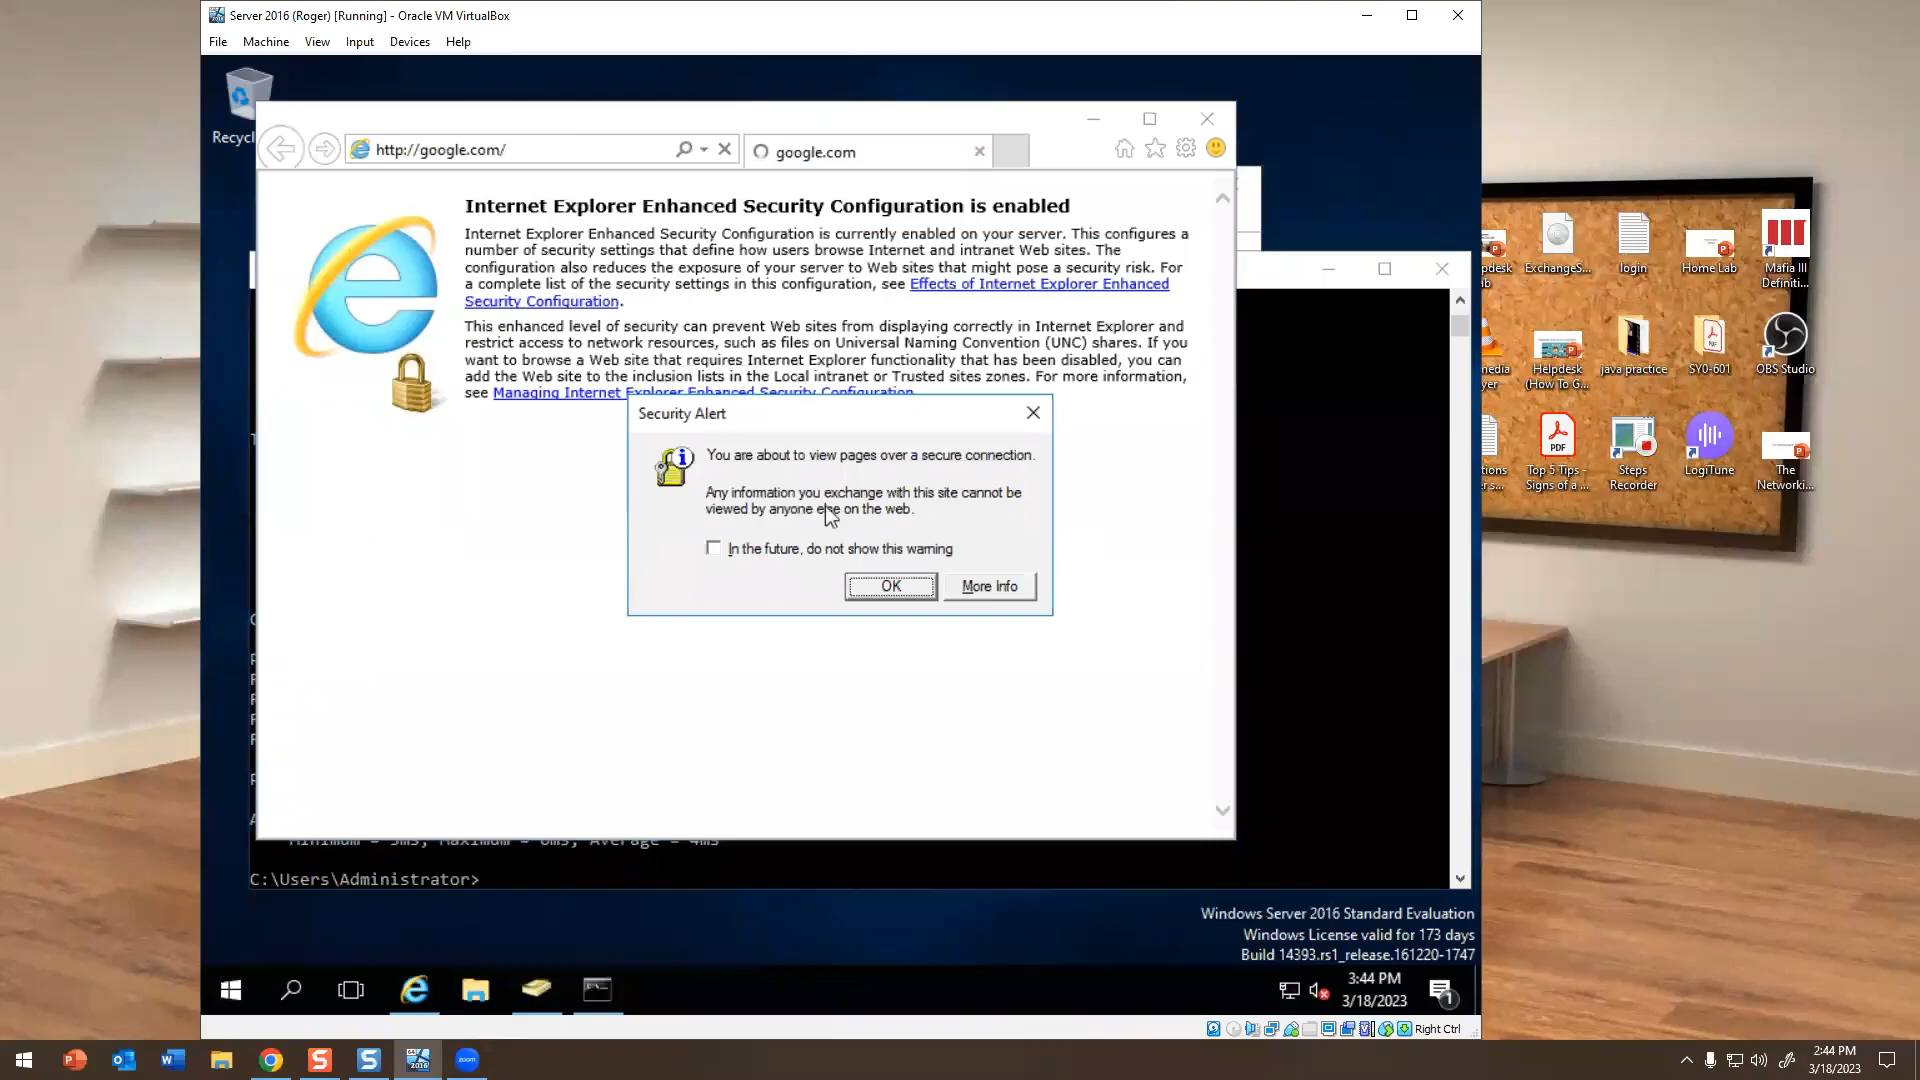 Server 2016 (Roger) [Running] - Oracle VM VirtualBox
File Machine View Input Devices Help
http://google.com/
google.com
Internet Explorer Enhanced Security Configuration is enabled
Internet Explorer Enhanced Security Configuration is currently enabled on your server. This configures a
number of security settings that define how users browse Internet and intranet Web sites. The
configuration also reduces the exposure of your server to Web sites that might pose a security risk. For
a complete list of the security settings in this configuration, see Effects of Internet Explorer Enhanced
Security Configuration.
This enhanced level of security can prevent Web sites from displaying correctly in Internet Explorer and
restrict access to network resources, such as files on Universal Naming Convention (UNC) shares. If you
want to browse a Web site that requires Internet Explorer functionality that has been disabled, you can
add the Web site to the inclusion lists in the Local intranet or Trusted sites zones. For more information,
see Managing Internet Explorer Enhanced Security Configuration.
Security Alert
You are about to view pages over a secure connection.
Any information you exchange with this site cannot be
viewed by anyone else on the web.
In the future, do not show this warning
OK
More Info
C:\Users\Administrator>
Windows Server 2016 Standard Evaluation
Windows License valid for 173 days
Build 14393.rs1_release.161220-1747
3:44 PM
3/18/2023
1
Right Ctrl
ExchangeS...
login
Home Lab
Mafia III
Definiti...
Helpdesk
(How To G...
java practice
PDF
SY0-601
OBS Studio
PDF
Top 5 Tips -
Signs of a ...
Steps
Recorder
LogiTune
The
Networki...
2016
zoom
2:44 PM
3/18/2023